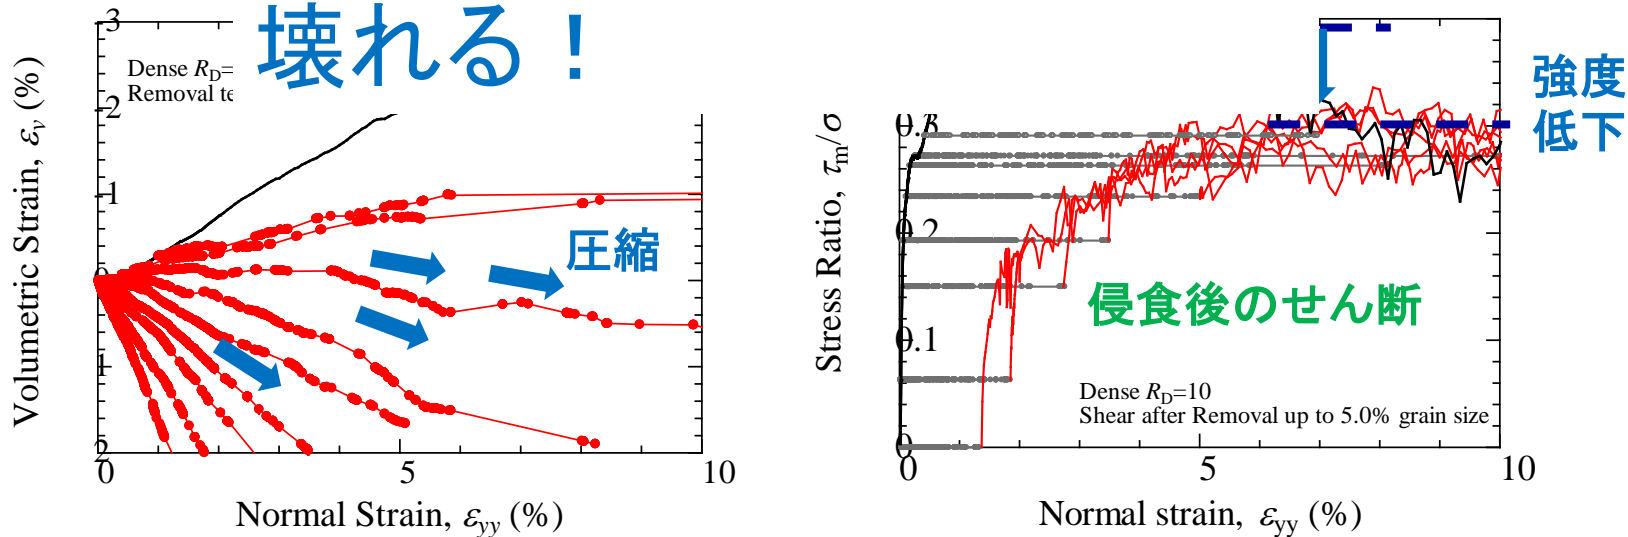 壊れる！
-3
Dense RD=
Removal te
-2
-1
0
1
2
0
5
10
圧縮
Volumetric Strain, εv (%)
Normal Strain, εyy (%)
強度
低下
0.2
0.1
0
0
5
10
侵食後のせん断
Dense RD=10
Shear after Removal up to 5.0% grain size
Stress Ratio, τm/σ
Normal strain, εyy (%)